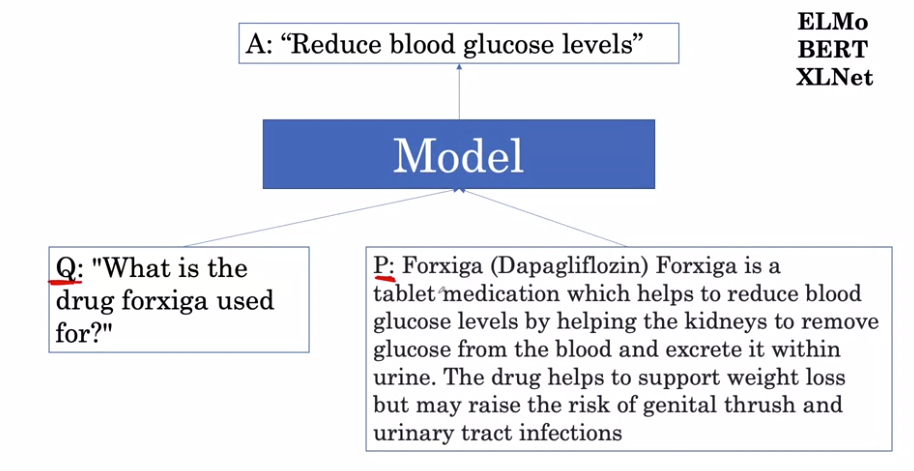 A: “Reduce blood glucose levels”
ELMo
BERT
XLNet
Model
Q: "What is the
drug forxiga used
for?"
P: Forxiga (Dapagliflozin) Forxiga is a
tablet medication which helps to reduce blood
glucose levels by helping the kidneys to remove
glucose from the blood and excrete it within
urine. The drug helps to support weight loss
but may raise the risk of genital thrush and
urinary tract infections